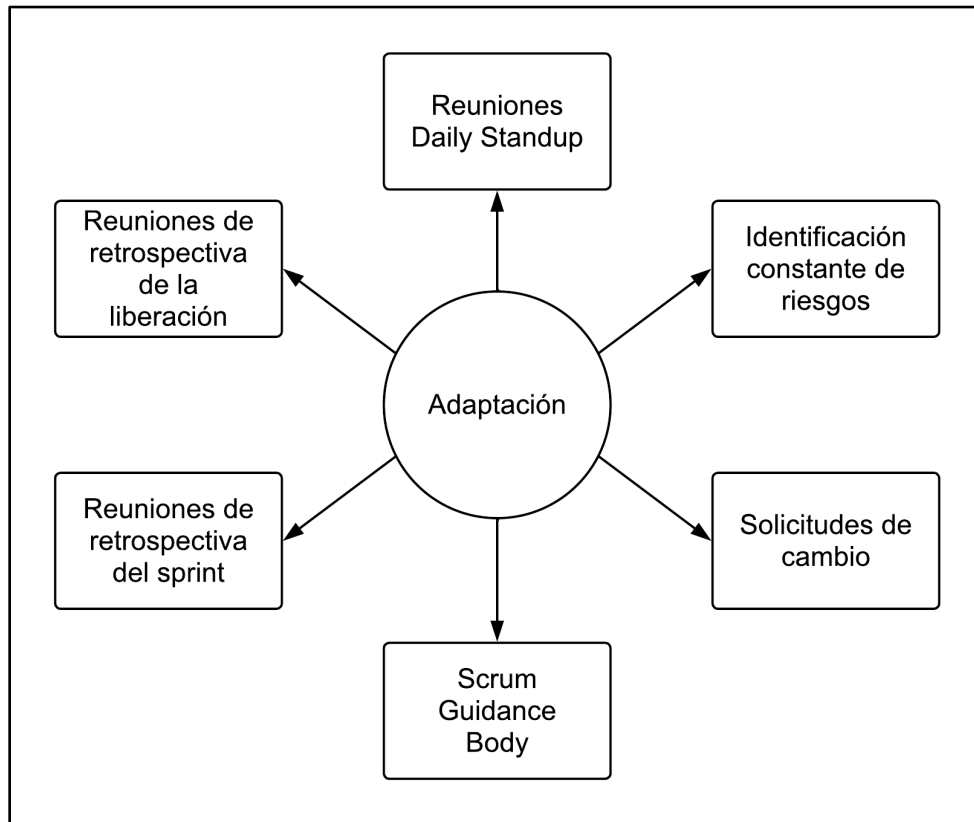 Reuniones
Daily Standup
Reuniones de
retrospectiva
de la
liberación
Identificación
constante de
riesgos
Adaptación
Reuniones de
retrospectiva
del sprint
Solicitudes de
cambio
Scrum
Guidance
Body